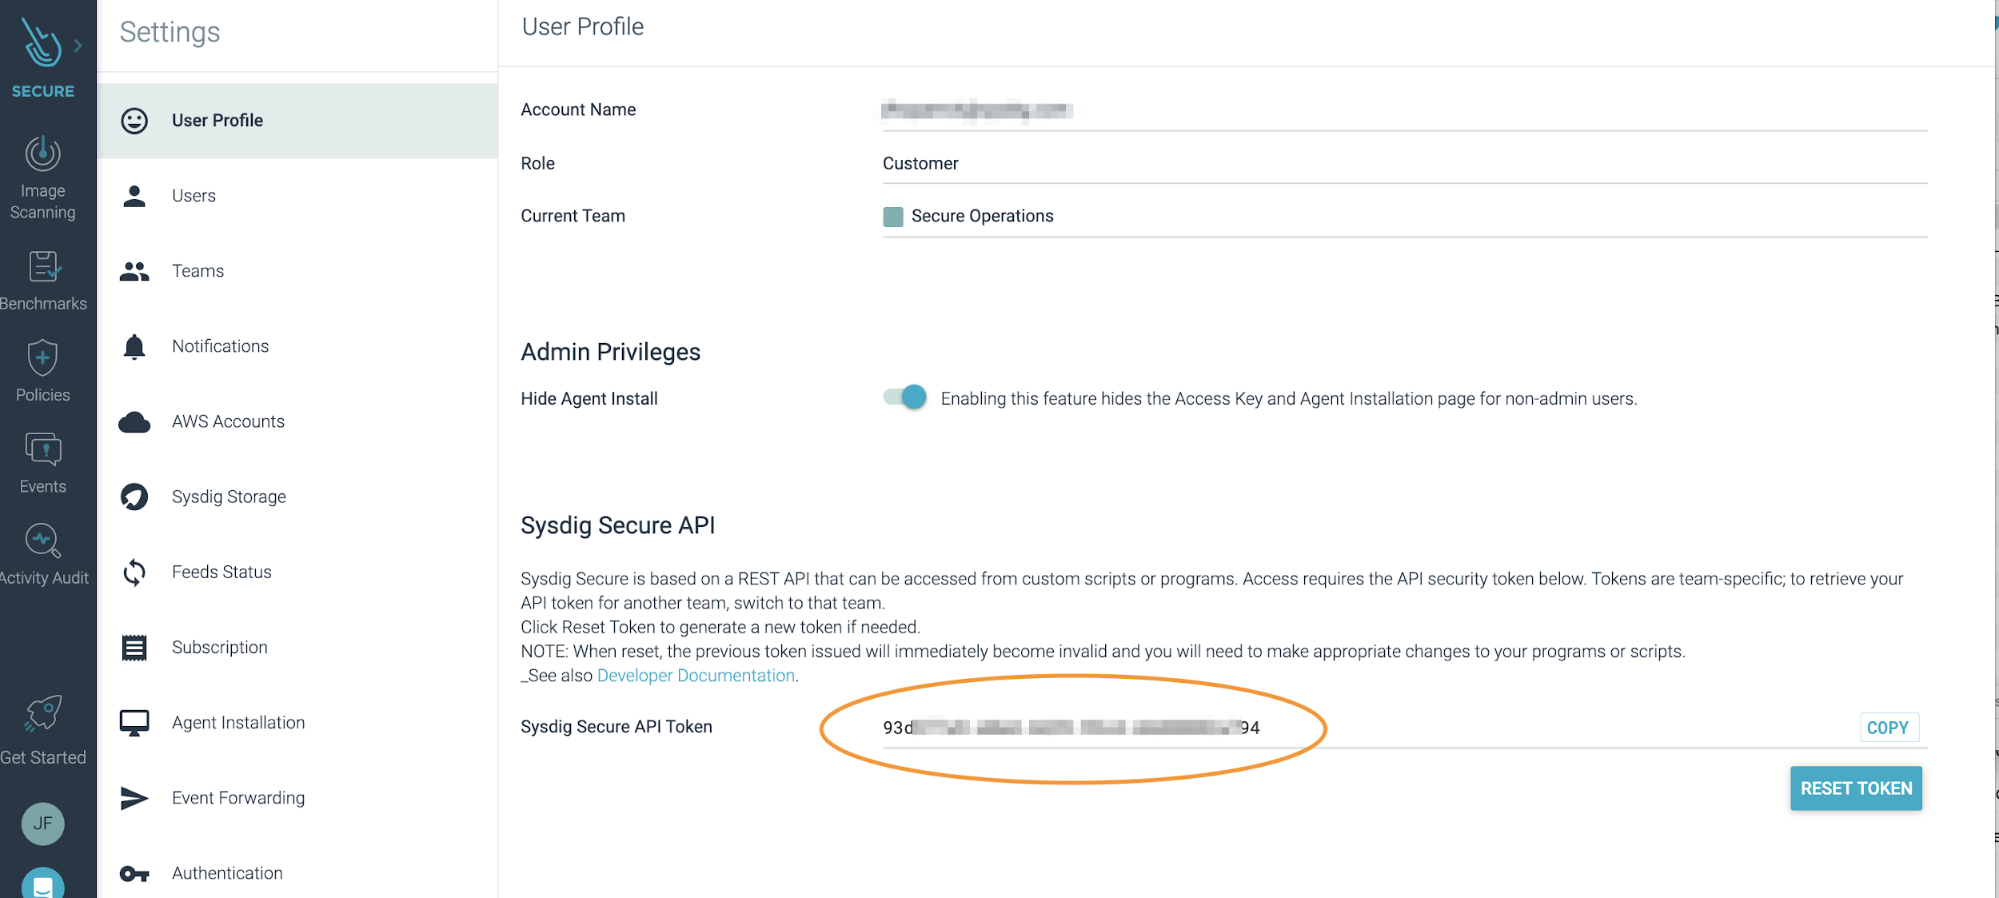 SECURE
Image
Scanning
Benchmarks
Policies
Events
Activity Audit
Get Started
JF
Settings
User Profile
Users
Teams
Notifications
AWS Accounts
Sysdig Storage
Feeds Status
Subscription
Agent Installation
Event Forwarding
Authentication
User Profile
Account Name
Role Customer
Current Team Secure Operations
Admin Privileges
Hide Agent Install Enabling this feature hides the Access Key and Agent Installation page for non-admin users.
Sysdig Secure API
Sysdig Secure is based on a REST API that can be accessed from custom scripts or programs. Access requires the API security token below. Tokens are team-specific; to retrieve your
API token for another team, switch to that team.
Click Reset Token to generate a new token if needed.
NOTE: When reset, the previous token issued will immediately become invalid and you will need to make appropriate changes to your programs or scripts.
_See also Developer Documentation.
Sysdig Secure API Token 93d 94 COPY
RESET TOKEN